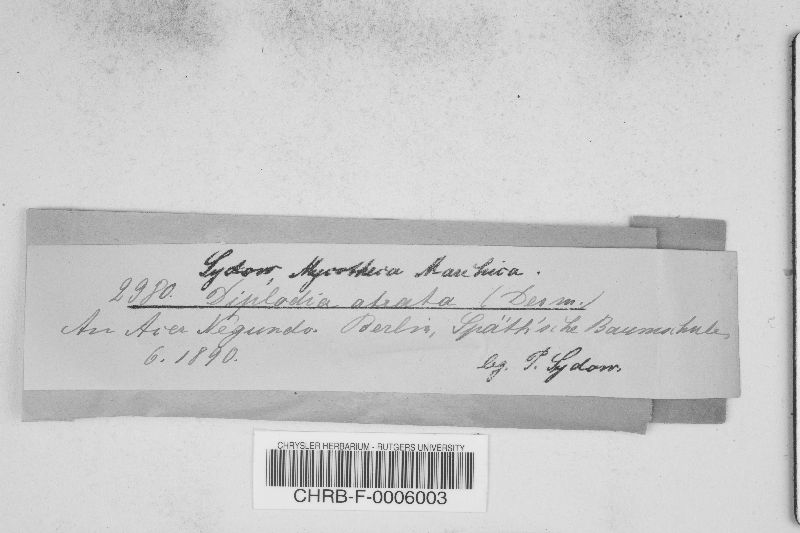 Sydow, Mycotheca Marchica.
2980. Diplodia atrata (Desm.)
An Acer Negundo. Berlin, Späth'sche Baumschule,
6. 1890. leg. P. Sydow.
CHRYSLER HERBARIUM - RUTGERS UNIVERSITY
CHRB-F-0006003